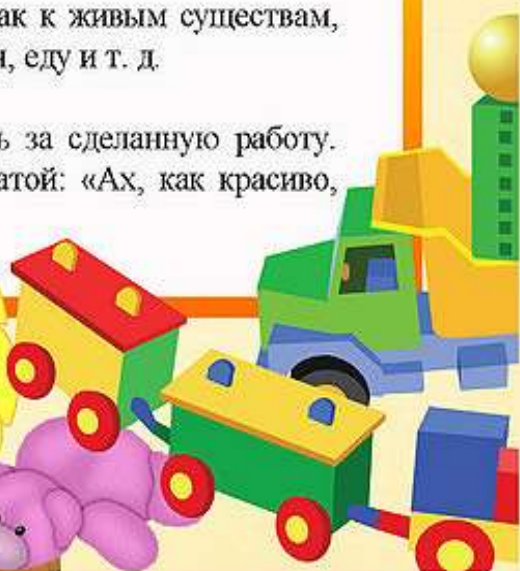 ак к живым существам,
, еду и т. д.
ь за сделанную работу.
атой: «Ах, как красиво,